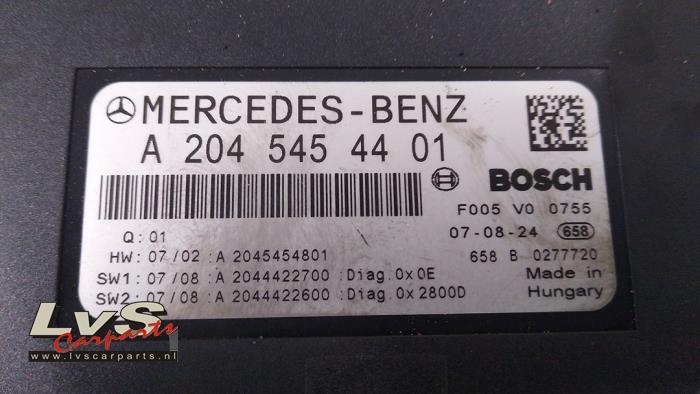 MERCEDES-BENZ
A 204 545 44 01
BOSCH
F005 V0 0755
Q: 01
07-08-24 658
HW: 07/02 :A 2045454801
658 B 0277720
SW1 : 07/08 :A 2044422700 :Diag.0x0E
Made in
SW2 : 07/08 :A 2044422600 :Diag.0x2800D
Hungary
LvS
Carparts
www.lvscarparts.nl